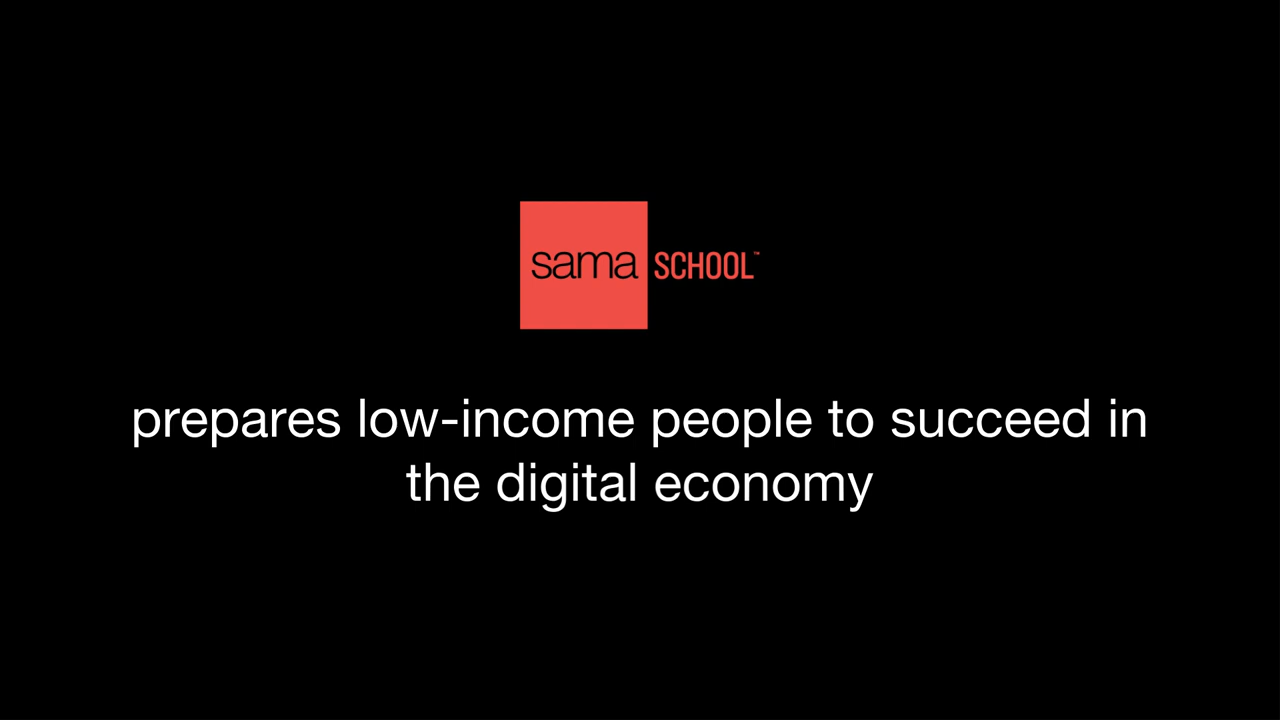 sama SCHOOL™
prepares low-income people to succeed in
the digital economy